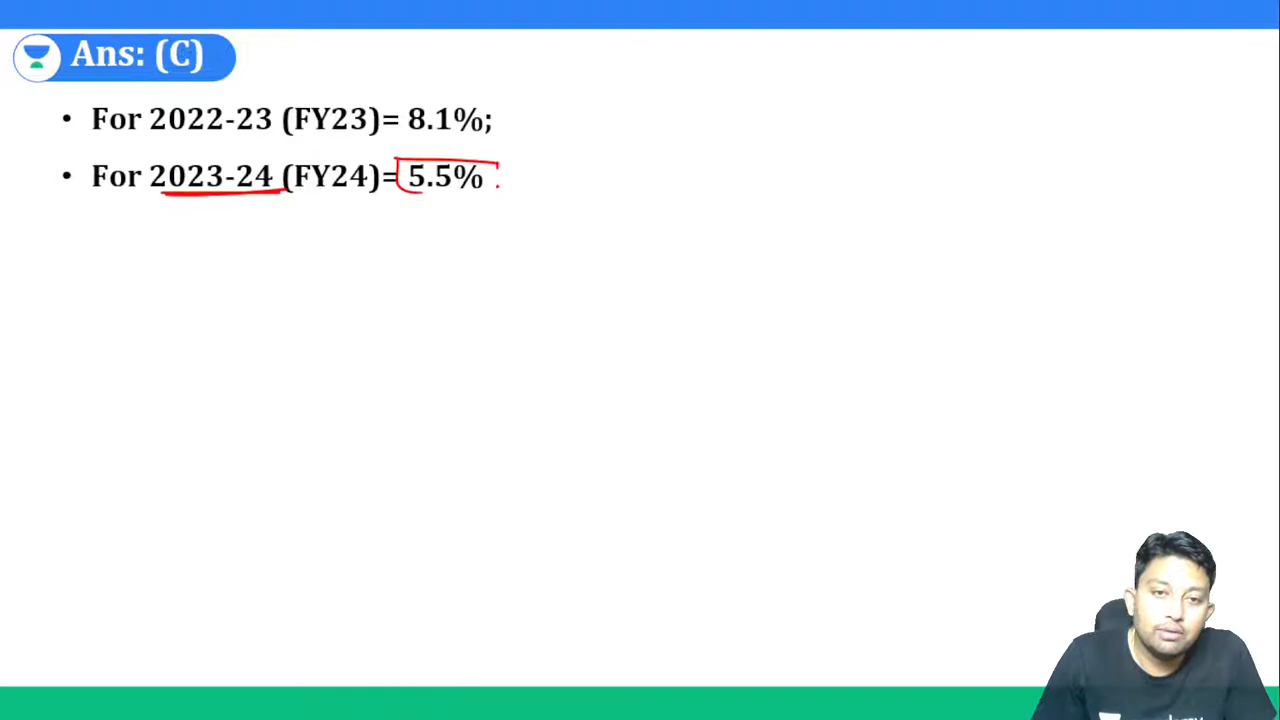 Ans: (C)
• For 2022-23 (FY23)= 8.1%;
• For 2023-24 (FY24)= 5.5%